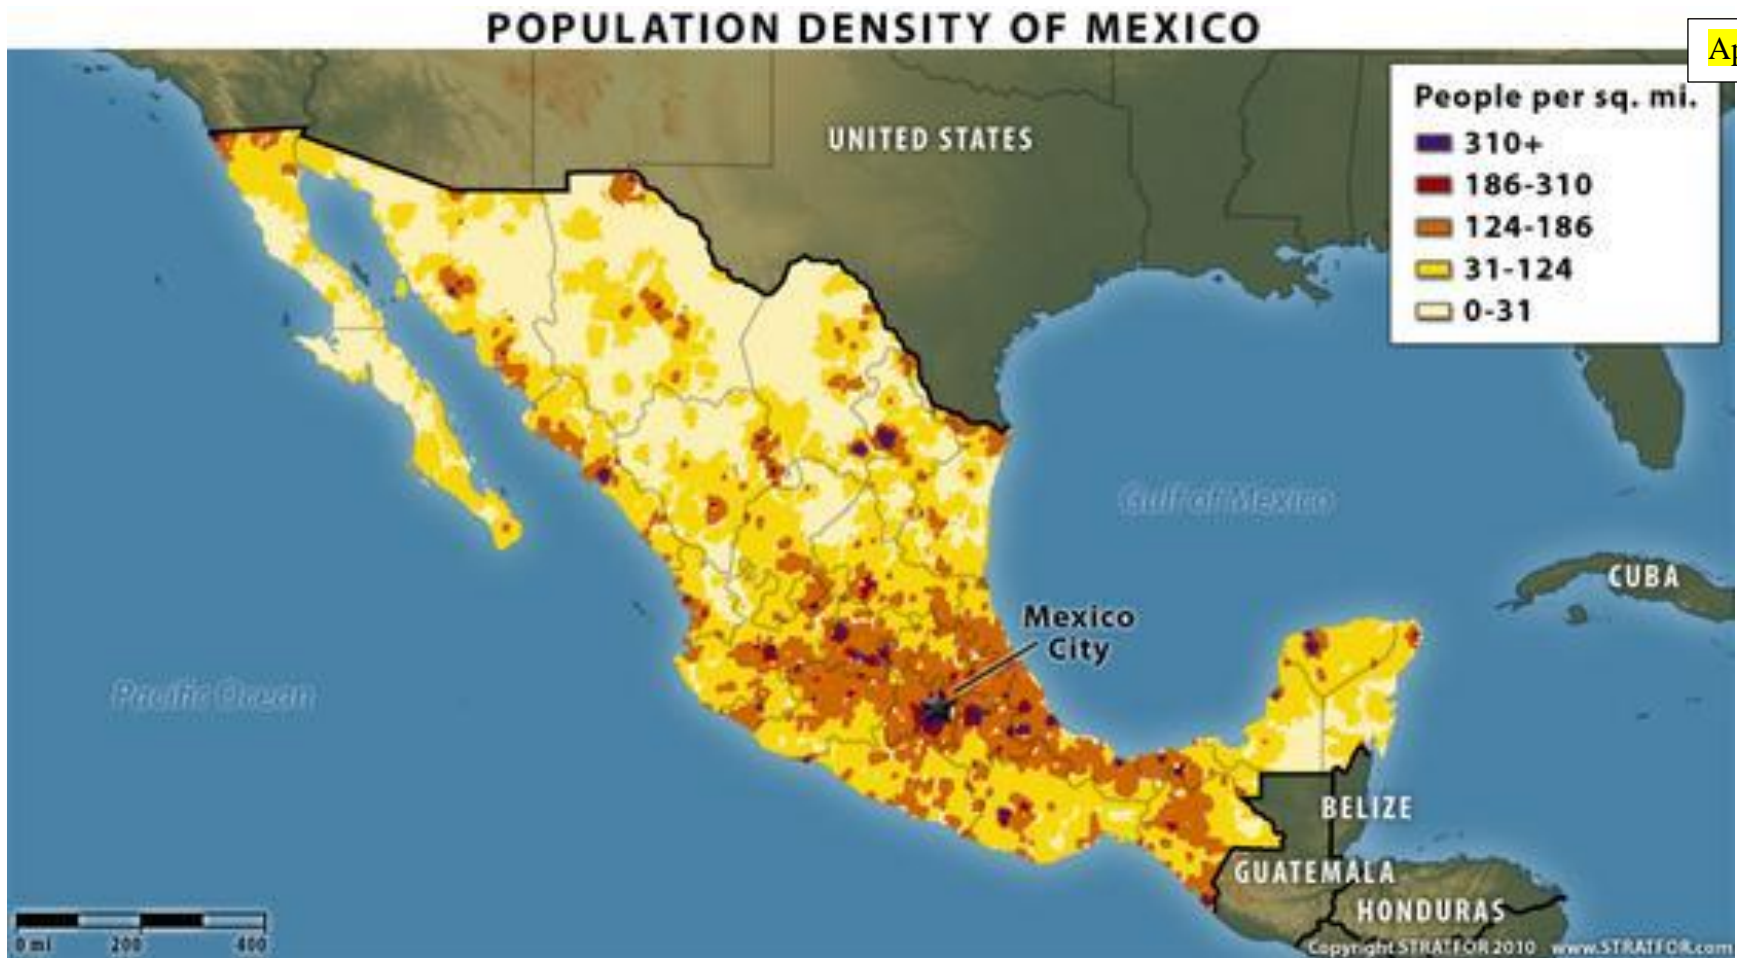 POPULATION DENSITY OF MEXICO
Ap
People per sq. mi.
310+
186-310
124-186
31-124
0-31
UNITED STATES
Gulf of Mexico
CUBA
Mexico
City
Pacific Ocean
BELIZE
GUATEMALA
HONDURAS
0 mi 200 400
Copyright STRATFOR 2010 www.STRATFOR.com